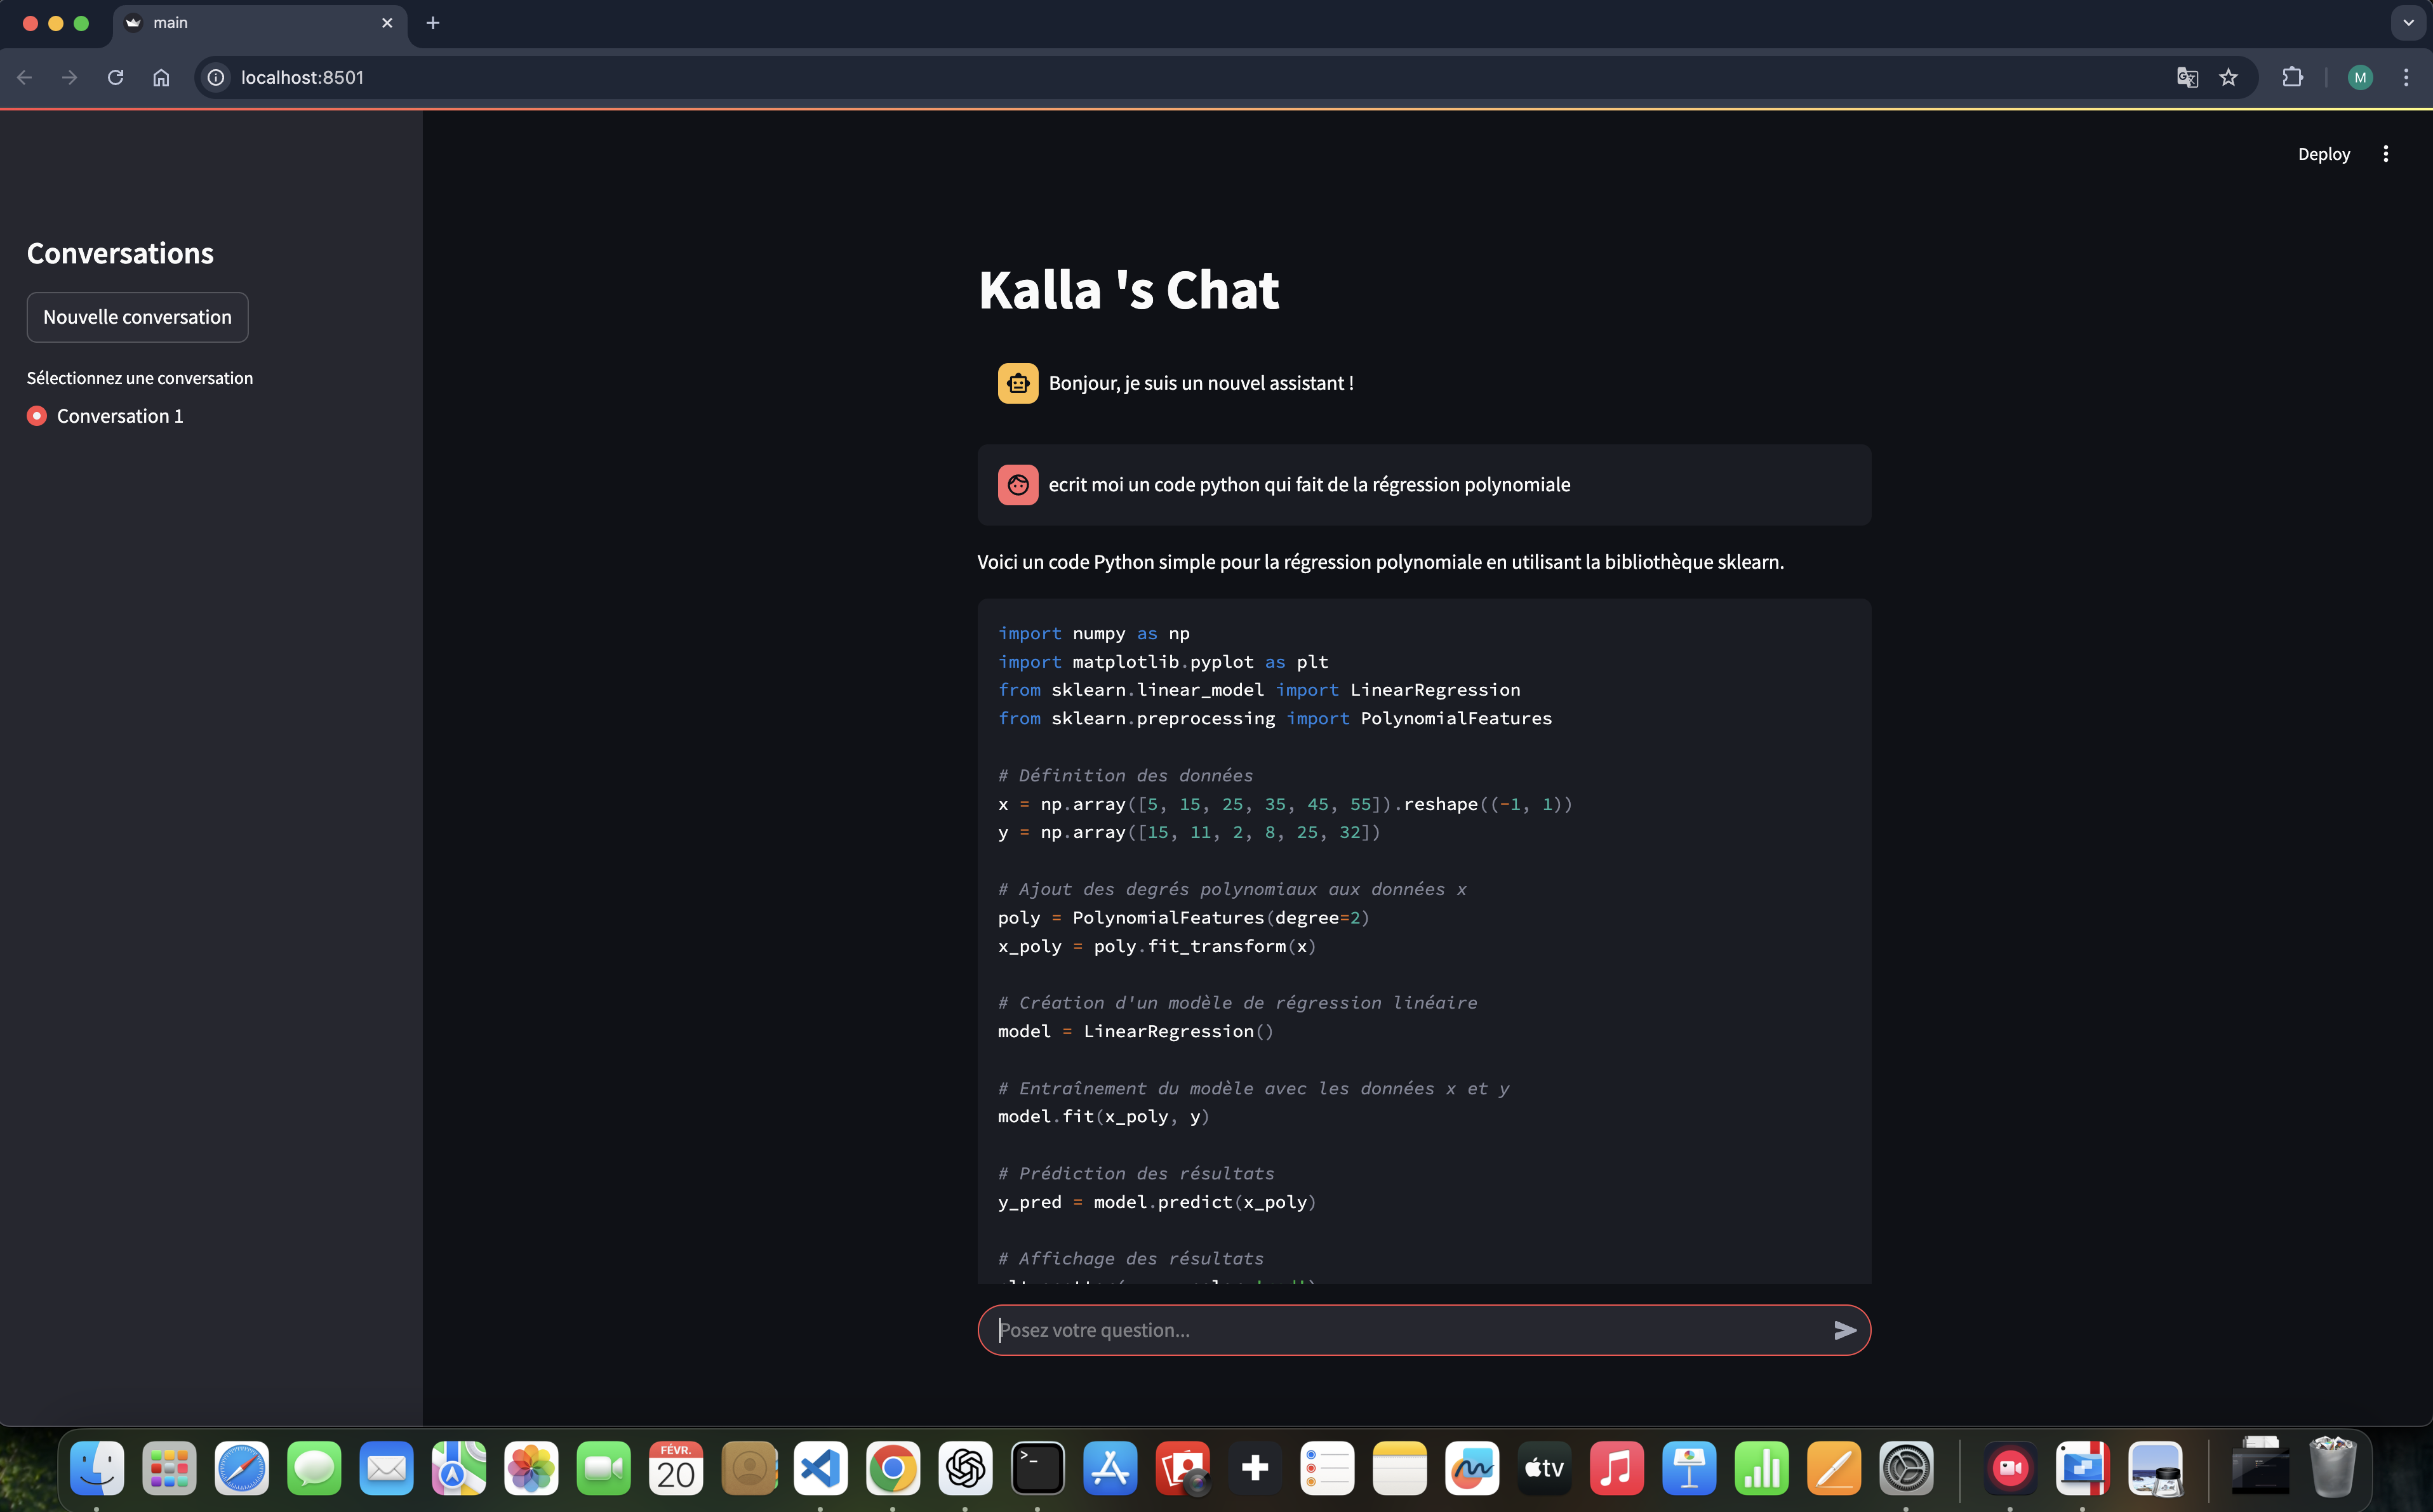 main
localhost:8501
M
Deploy
Conversations
Nouvelle conversation
Sélectionnez une conversation
Conversation 1
Kalla 's Chat
Bonjour, je suis un nouvel assistant !
ecrit moi un code python qui fait de la régression polynomiale
Voici un code Python simple pour la régression polynomiale en utilisant la bibliothèque sklearn.
import numpy as np
import matplotlib.pyplot as plt
from sklearn.linear_model import LinearRegression
from sklearn.preprocessing import PolynomialFeatures
# Définition des données
x = np.array([5, 15, 25, 35, 45, 55]).reshape((-1, 1))
y = np.array([15, 11, 2, 8, 25, 32])
# Ajout des degrés polynomiaux aux données x
poly = PolynomialFeatures(degree=2)
x_poly = poly.fit_transform(x)
# Création d'un modèle de régression linéaire
model = LinearRegression()
# Entraînement du modèle avec les données x et y
model.fit(x_poly, y)
# Prédiction des résultats
y_pred = model.predict(x_poly)
# Affichage des résultats
Posez votre question...
FÉVR.
20
tv